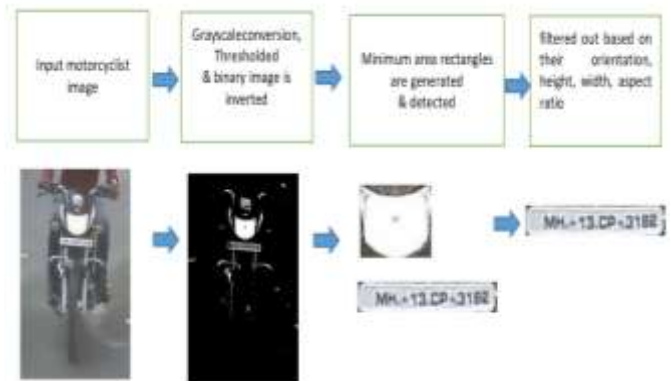 Input motorcyclist
image
Grayscaleconversion,
Thresholded
& binary image is
inverted
Minimum area rectangles
are generated
& detected
filtered out based on
their orientation,
height, width, aspect
ratio
MH.-13.CP-3182
MH.-13.CP-3182